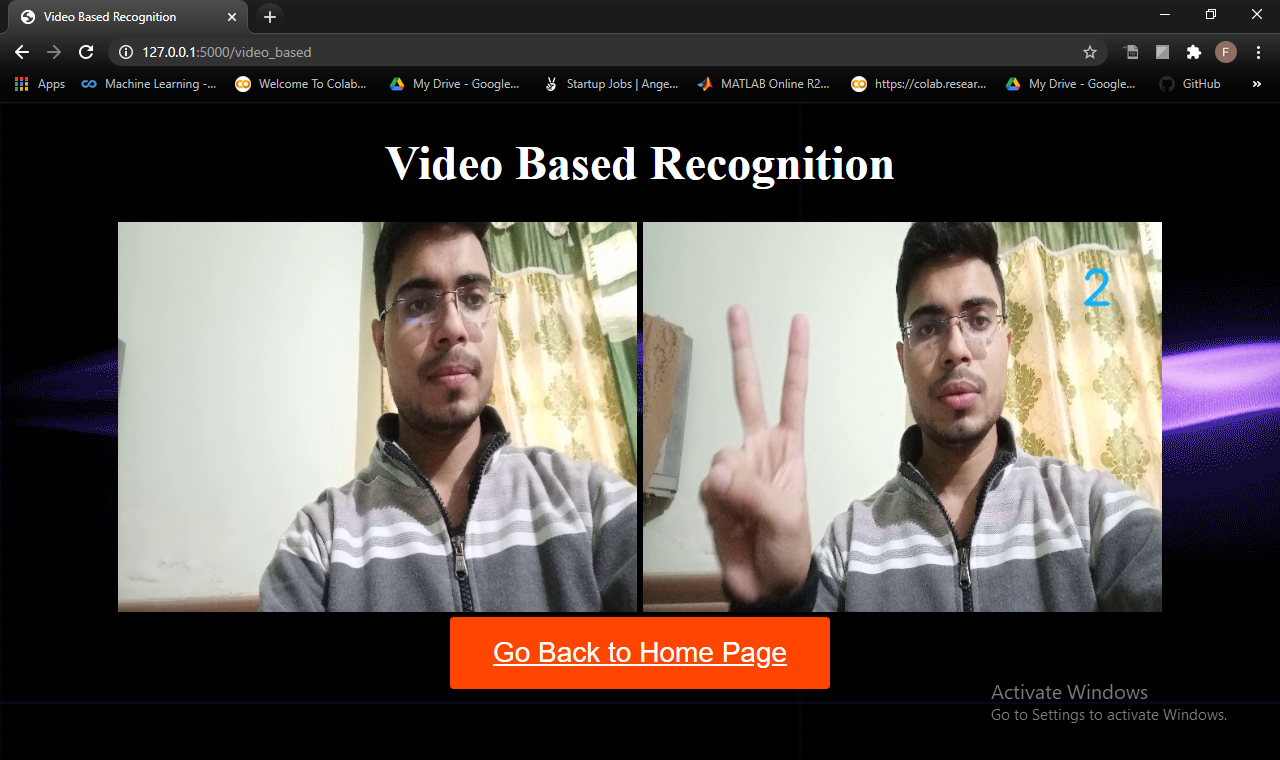 Video Based Recognition
127.0.0.1:5000/video_based
F
Apps Machine Learning -... Welcome To Colab... My Drive - Google... Startup Jobs | Ange... MATLAB Online R2... https://colab.resear... My Drive - Google... GitHub »
Video Based Recognition
2
Go Back to Home Page
Activate Windows
Go to Settings to activate Windows.